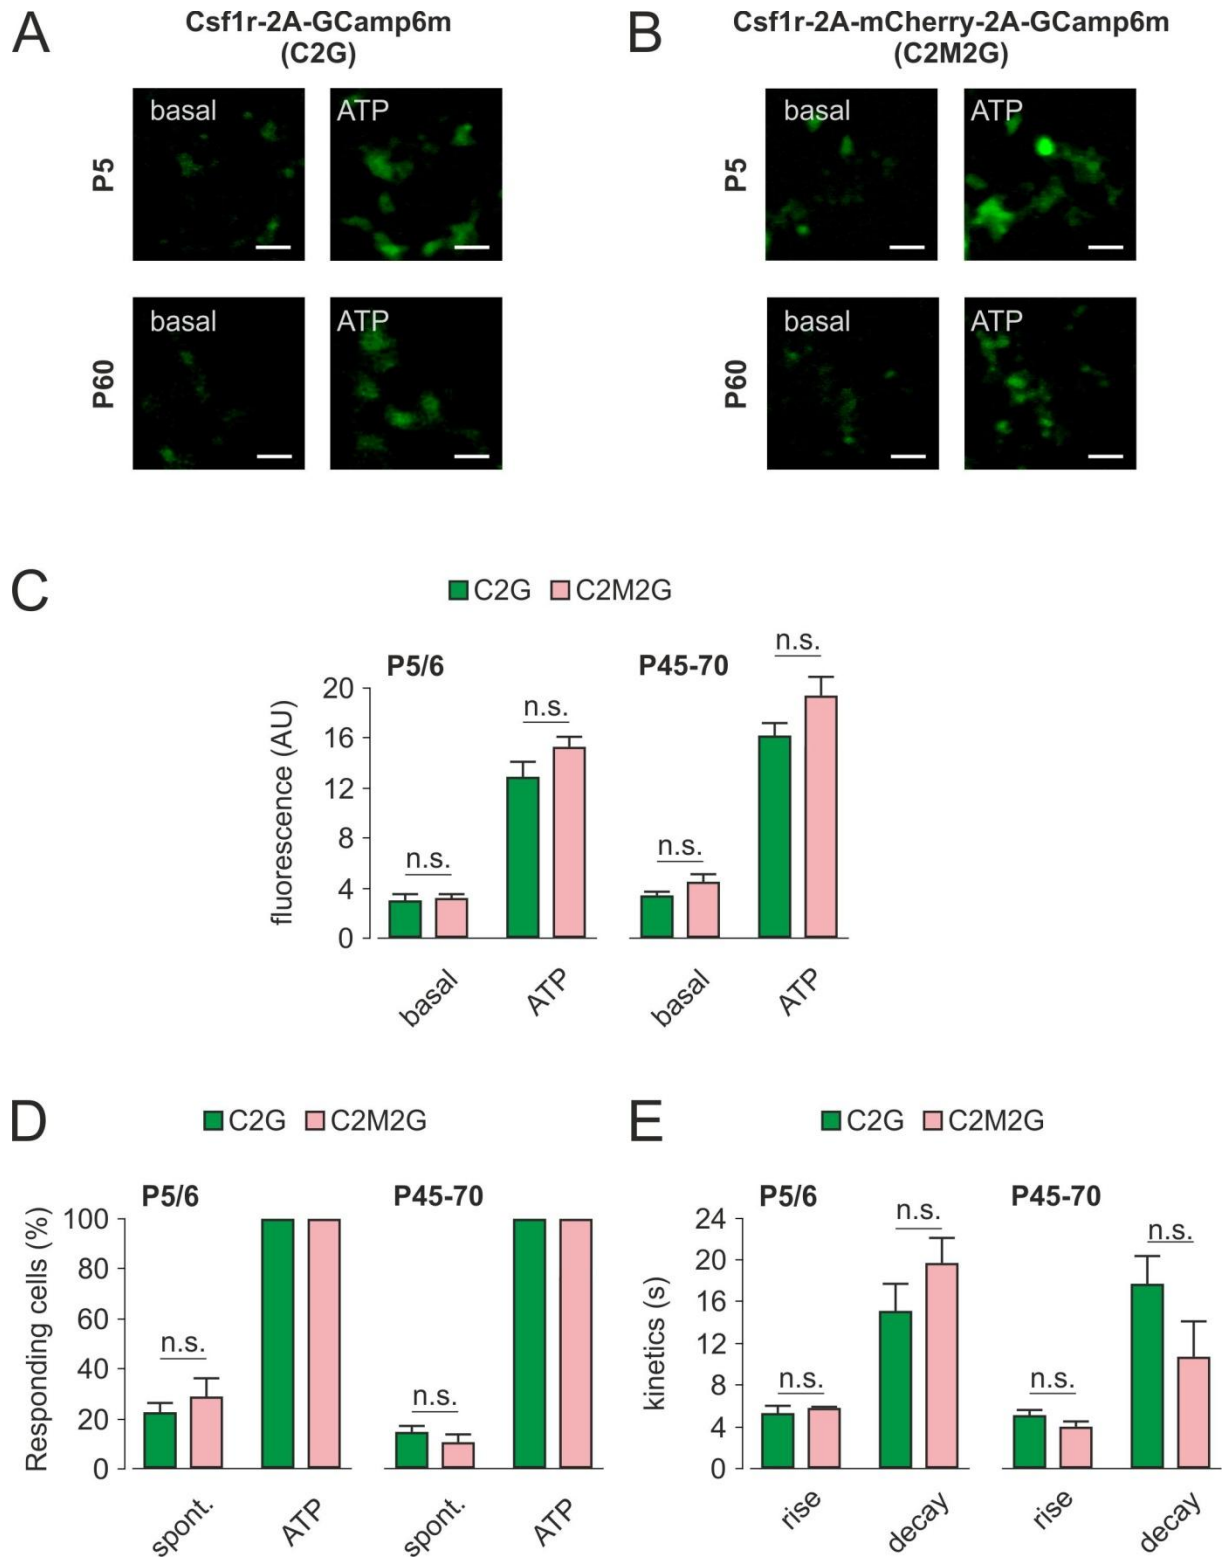 A
Csf1r-2A-GCamp6m
(C2G)
basal
ATP
P5
basal
ATP
P60
B
Csf1r-2A-mCherry-2A-GCamp6m
(C2M2G)
basal
ATP
P5
basal
ATP
P60
C
C2G C2M2G
P5/6
P45-70
fluorescence (AU)
20
16
12
8
4
0
n.s.
n.s.
n.s.
n.s.
basal
ATP
basal
ATP
D
C2G C2M2G
P5/6
P45-70
Responding cells (%)
100
80
60
40
20
0
n.s.
n.s.
spont.
ATP
spont.
ATP
E
C2G C2M2G
P5/6
P45-70
kinetics (s)
24
20
16
12
8
4
0
n.s.
n.s.
n.s.
n.s.
rise
decay
rise
decay